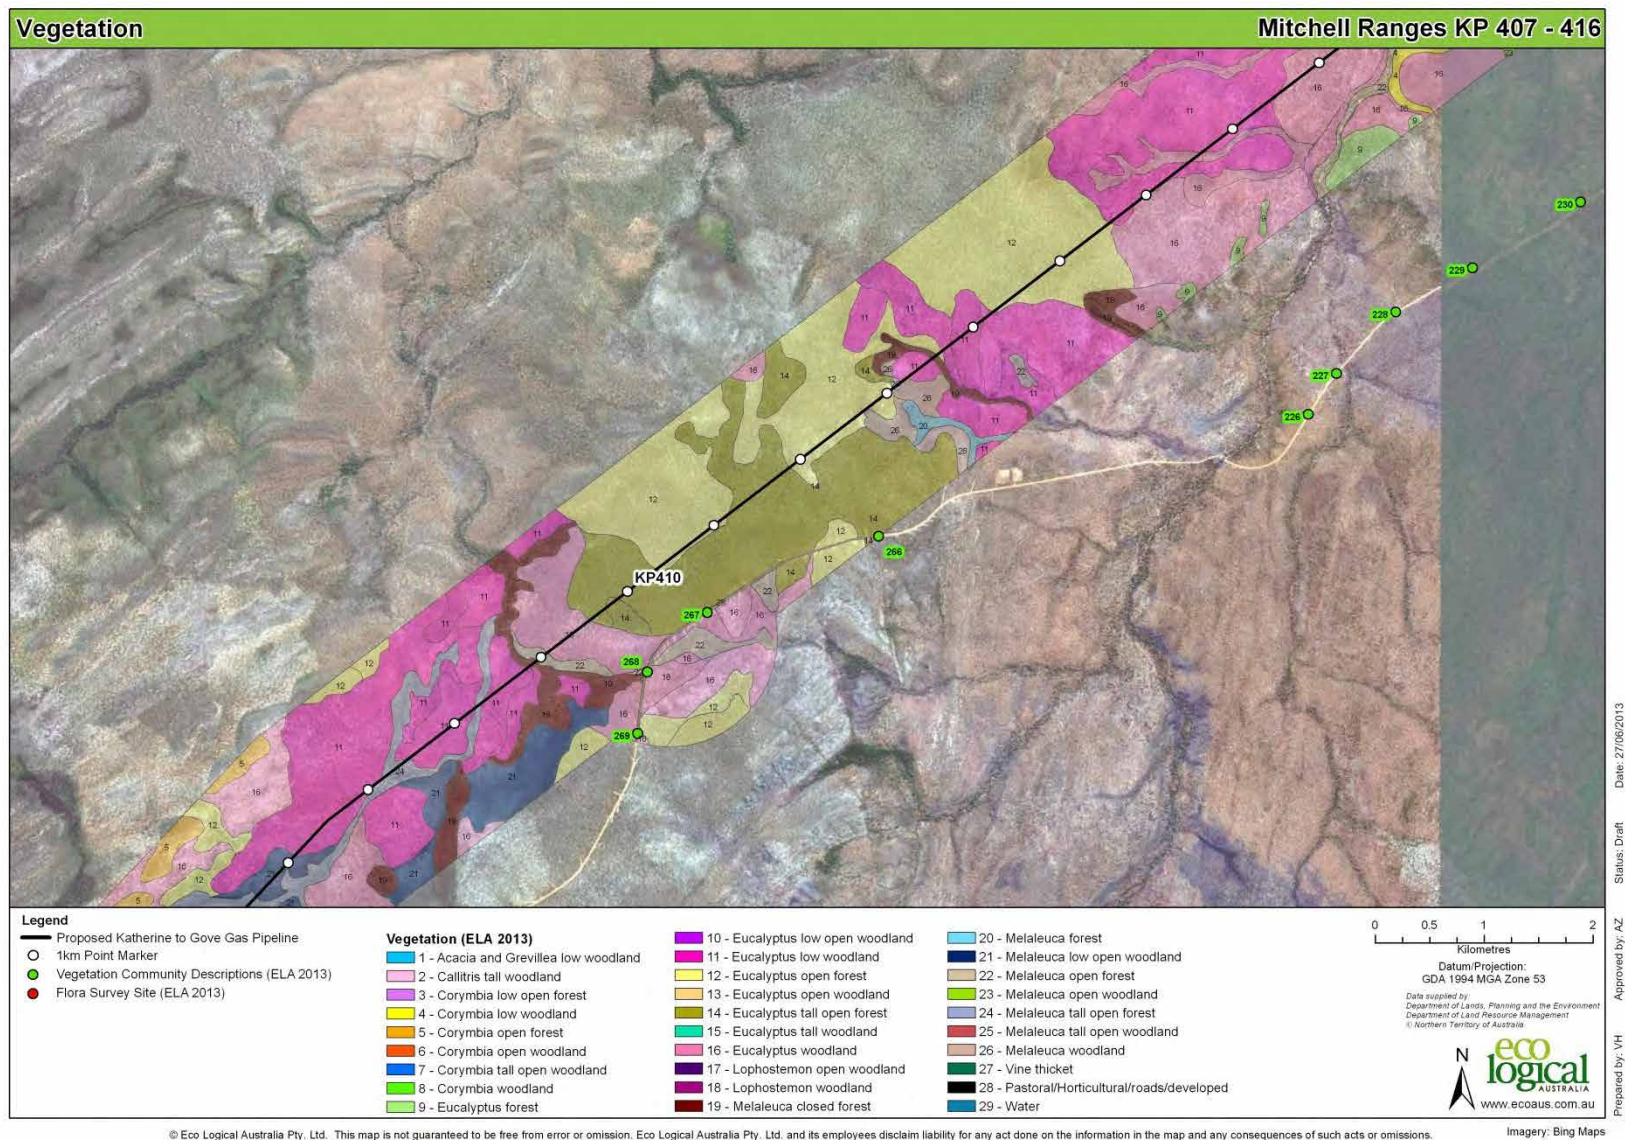 Vegetation
Mitchell Ranges KP 407 - 416
KP410
230
229
228
227
226
266
267
268
269
Legend
Proposed Katherine to Gove Gas Pipeline
1km Point Marker
Vegetation Community Descriptions (ELA 2013)
Flora Survey Site (ELA 2013)
Vegetation (ELA 2013)
1 - Acacia and Grevillea low woodland
2 - Callitris tall woodland
3 - Corymbia low open forest
4 - Corymbia low woodland
5 - Corymbia open forest
6 - Corymbia open woodland
7 - Corymbia tall open woodland
8 - Corymbia woodland
9 - Eucalyptus forest
10 - Eucalyptus low open woodland
11 - Eucalyptus low woodland
12 - Eucalyptus open forest
13 - Eucalyptus open woodland
14 - Eucalyptus tall open forest
15 - Eucalyptus tall woodland
16 - Eucalyptus woodland
17 - Lophostemon open woodland
18 - Lophostemon woodland
19 - Melaleuca closed forest
20 - Melaleuca forest
21 - Melaleuca low open woodland
22 - Melaleuca open forest
23 - Melaleuca open woodland
24 - Melaleuca tall open forest
25 - Melaleuca tall open woodland
26 - Melaleuca woodland
27 - Vine thicket
28 - Pastoral/Horticultural/roads/developed
29 - Water
0 0.5 1 2
Kilometres
Datum/Projection:
GDA 1994 MGA Zone 53
Data supplied by:
Department of Lands, Planning and the Environment
Department of Land Resource Management
© Northern Territory of Australia
N
eco
logical
AUSTRALIA
www.ecoaus.com.au
Prepared by: VH
Approved by: AZ
Status: Draft
Date: 27/06/2013
© Eco Logical Australia Pty. Ltd. This map is not guaranteed to be free from error or omission. Eco Logical Australia Pty. Ltd. and its employees disclaim liability for any act done on the information in the map and any consequences of such acts or omissions.
Imagery: Bing Maps